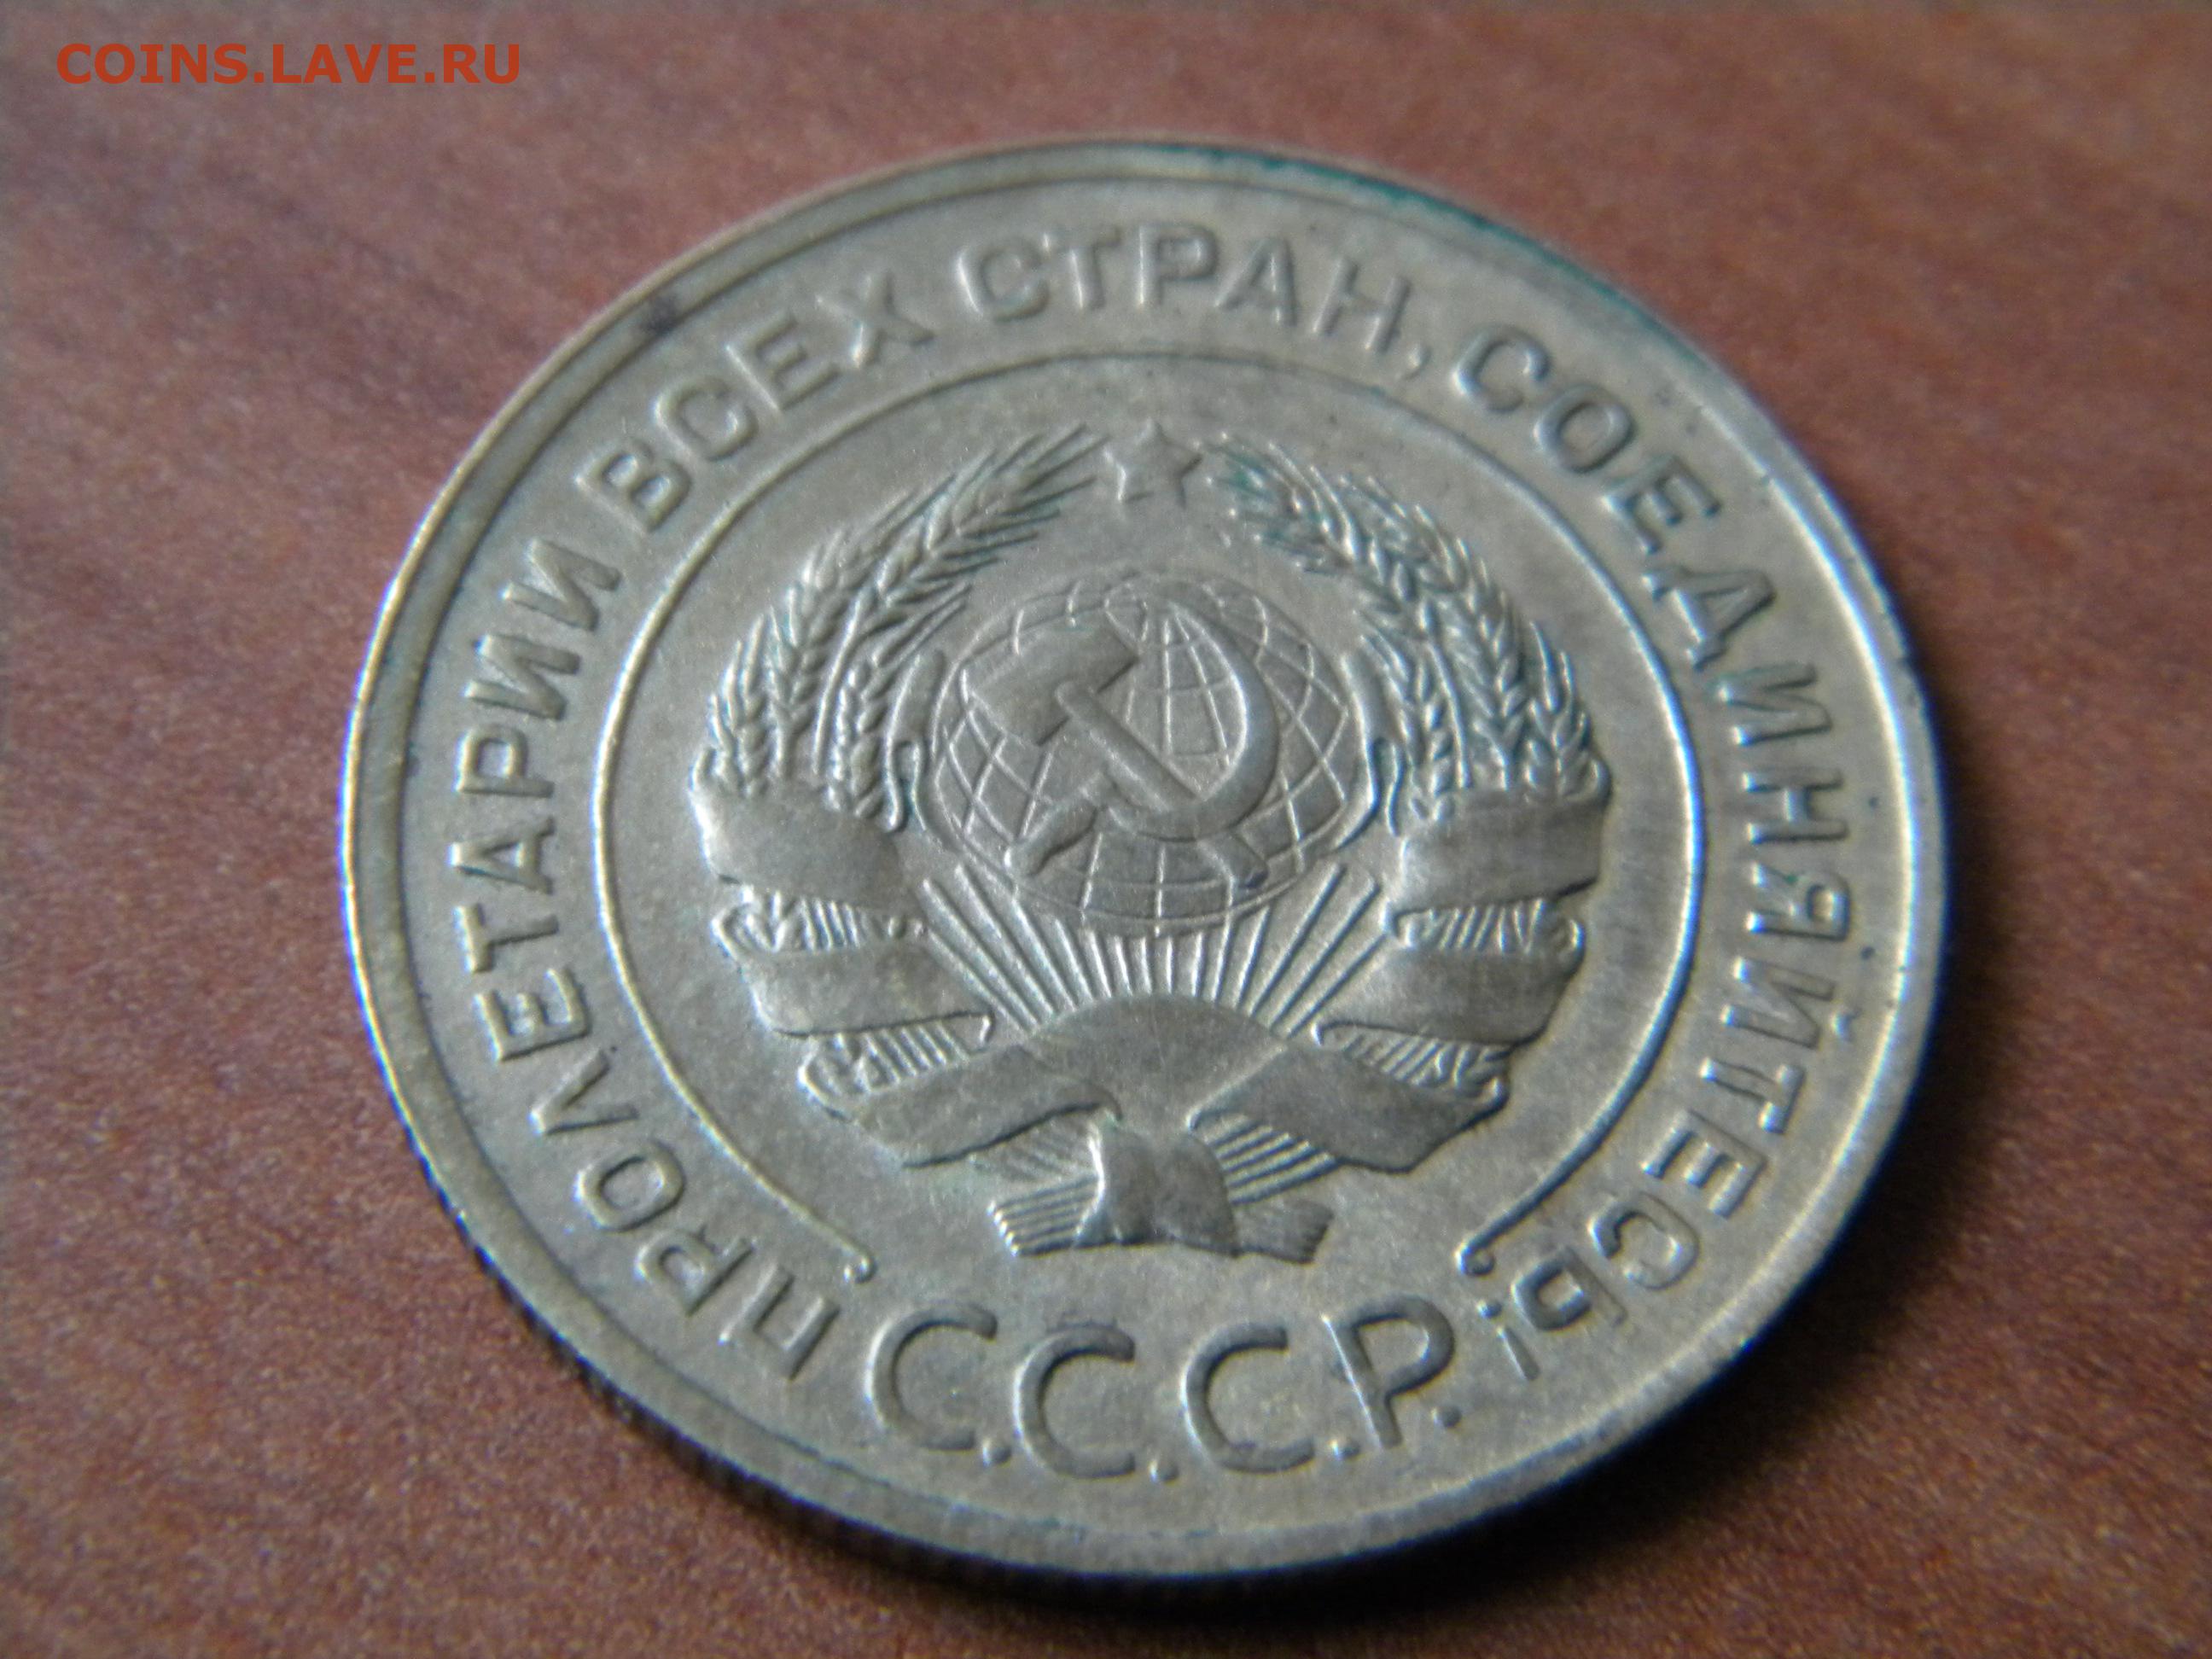 COINS.LAVE.RU
ПРОЛЕТАРИИ ВСЕХ СТРАН, СОЕДИНЯЙТЕСЬ!
С.С.С.Р.